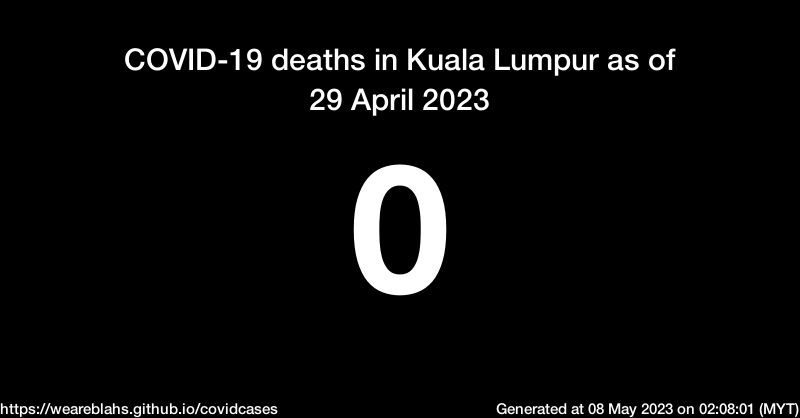 COVID-19 deaths in Kuala Lumpur as of
29 April 2023
0
https://weareblahs.github.io/covidcases
Generated at 08 May 2023 on 02:08:01 (MYT)